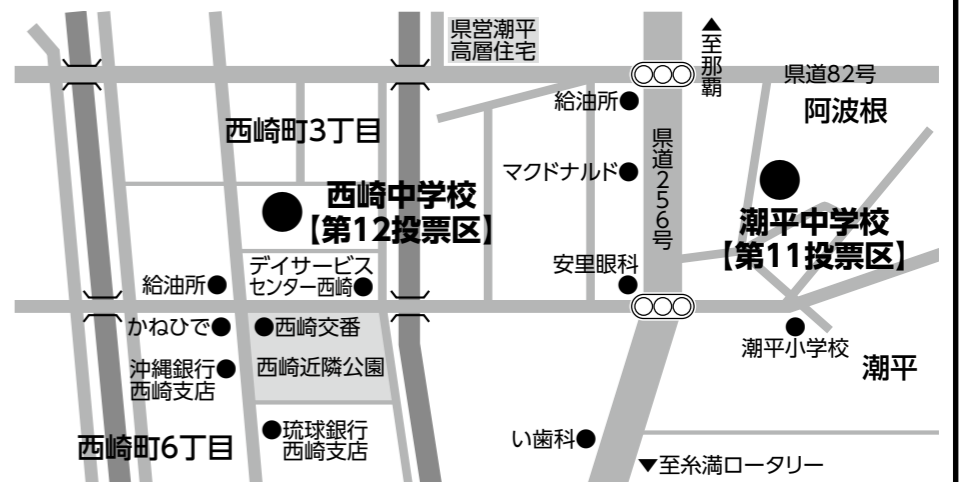 県営潮平
高層住宅
▲至那覇
県道82号
給油所
阿波根
西崎町3丁目
県道256号
マクドナルド
西崎中学校
【第12投票区】
潮平中学校
【第11投票区】
デイサービス
センター西崎
安里眼科
給油所
かねひで
西崎交番
潮平小学校
沖縄銀行
西崎支店
西崎近隣公園
潮平
琉球銀行
西崎支店
西崎町6丁目
い歯科
▼至糸満ロータリー